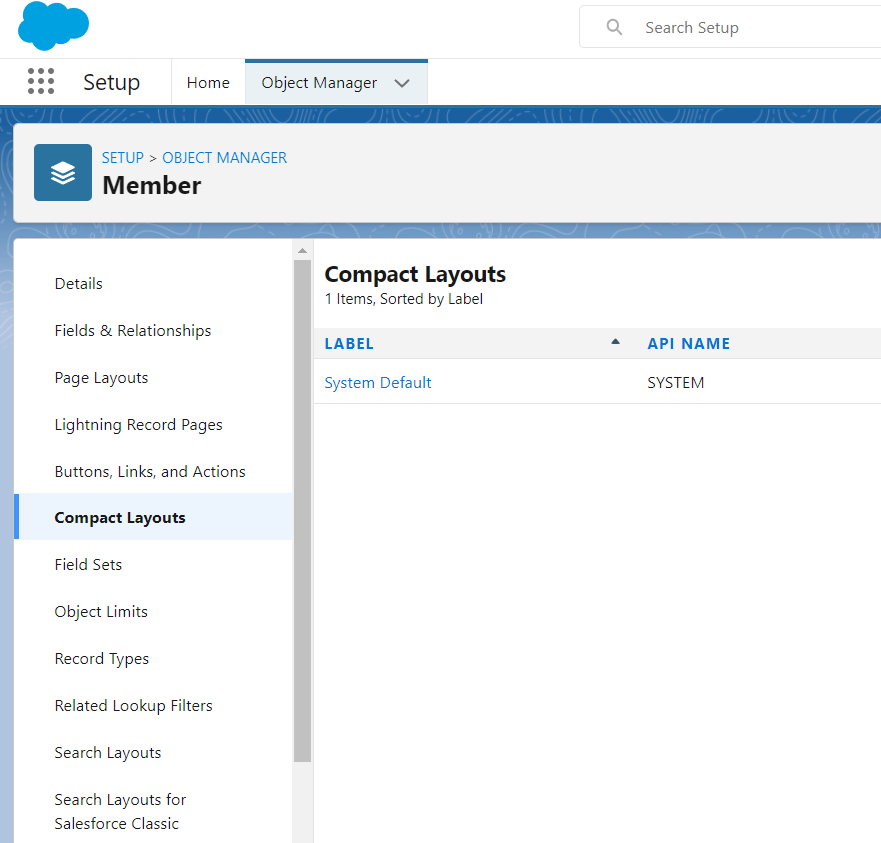 Search Setup
Setup
Home
Object Manager
SETUP > OBJECT MANAGER
Member
Details
Fields & Relationships
Page Layouts
Lightning Record Pages
Buttons, Links, and Actions
Compact Layouts
Field Sets
Object Limits
Record Types
Related Lookup Filters
Search Layouts
Search Layouts for
Salesforce Classic
Compact Layouts
1 Items, Sorted by Label
LABEL
API NAME
System Default
SYSTEM